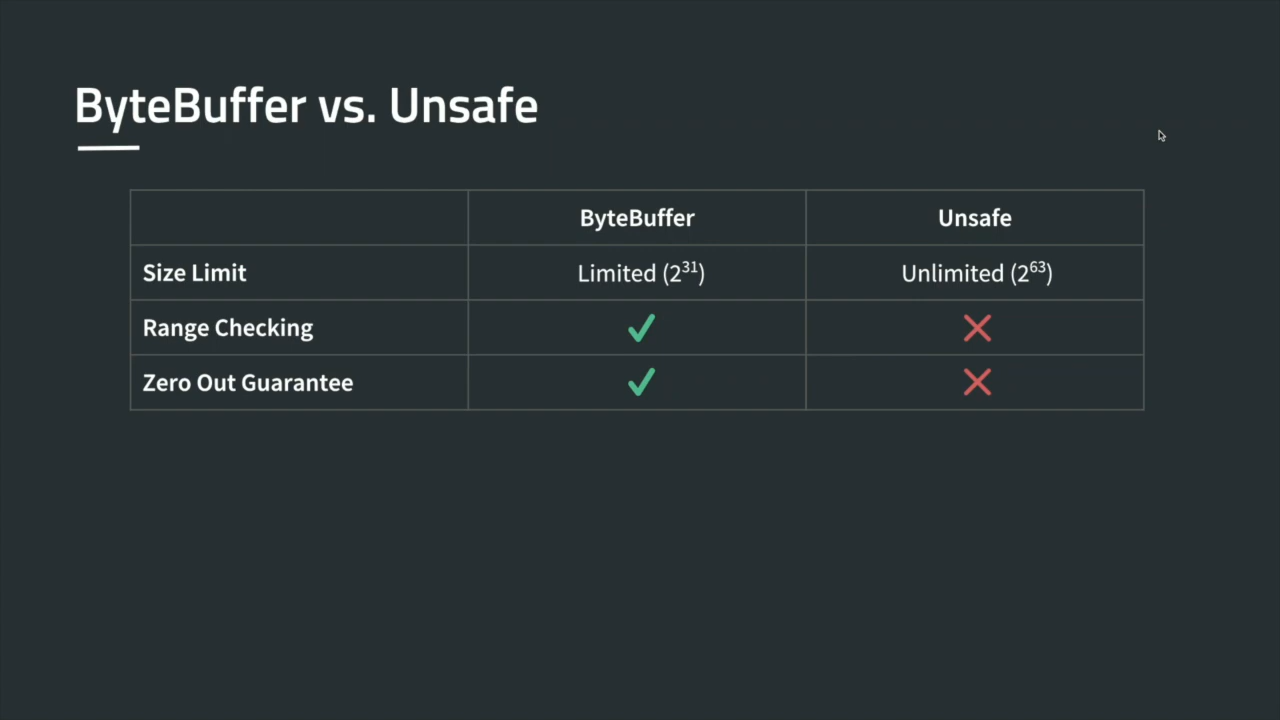 ByteBuffer vs. Unsafe
ByteBuffer Unsafe
Size Limit Limited (2³¹) Unlimited (2⁶³)
Range Checking ✓ ✕
Zero Out Guarantee ✓ ✕